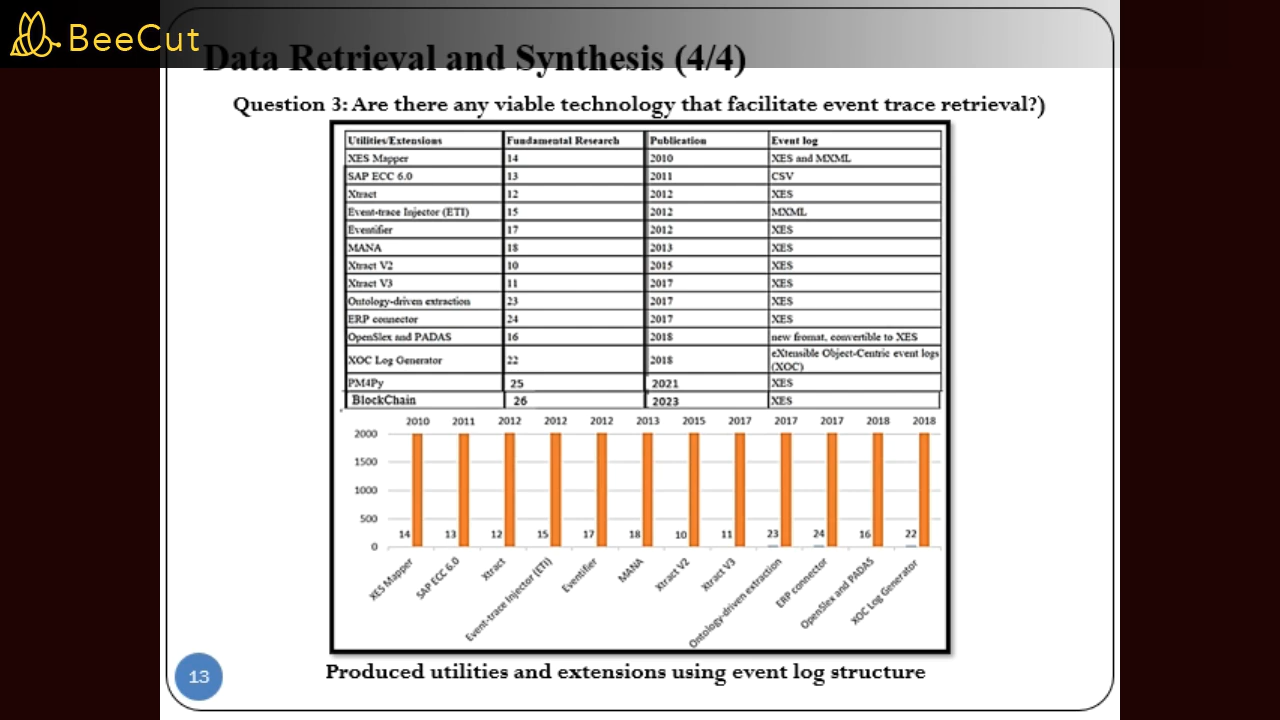 BeeCut
Data Retrieval and Synthesis (4/4)
Question 3: Are there any viable technology that facilitate event trace retrieval?)
Utilities/Extensions Fundamental Research Publication Event log
XES Mapper 14 2010 XES and MXML
SAP ECC 6.0 13 2011 CSV
Xtract 12 2012 XES
Event-trace Injector (ETI) 15 2012 MXML
Eventifier 17 2012 XES
MANA 18 2013 XES
Xtract V2 10 2015 XES
Xtract V3 11 2017 XES
Ontology-driven extraction 23 2017 XES
ERP connector 24 2017 XES
OpenSlex and PADAS 16 2018 new fromat, convertible to XES
XOC Log Generator 22 2018 eXtensible Object-Centric event logs
(XOC)
PM4Py 25 2021 XES
BlockChain 26 2023 XES
2010 2011 2012 2012 2012 2013 2015 2017 2017 2017 2018 2018
2000
1500
1000
500
0
14 13 12 15 17 18 10 11 23 24 16 22
XES Mapper
SAP ECC 6.0
Xtract
Event-trace Injector (ETI)
Eventifier
MANA
Xtract V2
Xtract V3
Ontology-driven extraction
ERP connector
OpenSlex and PADAS
XOC Log Generator
Produced utilities and extensions using event log structure
13